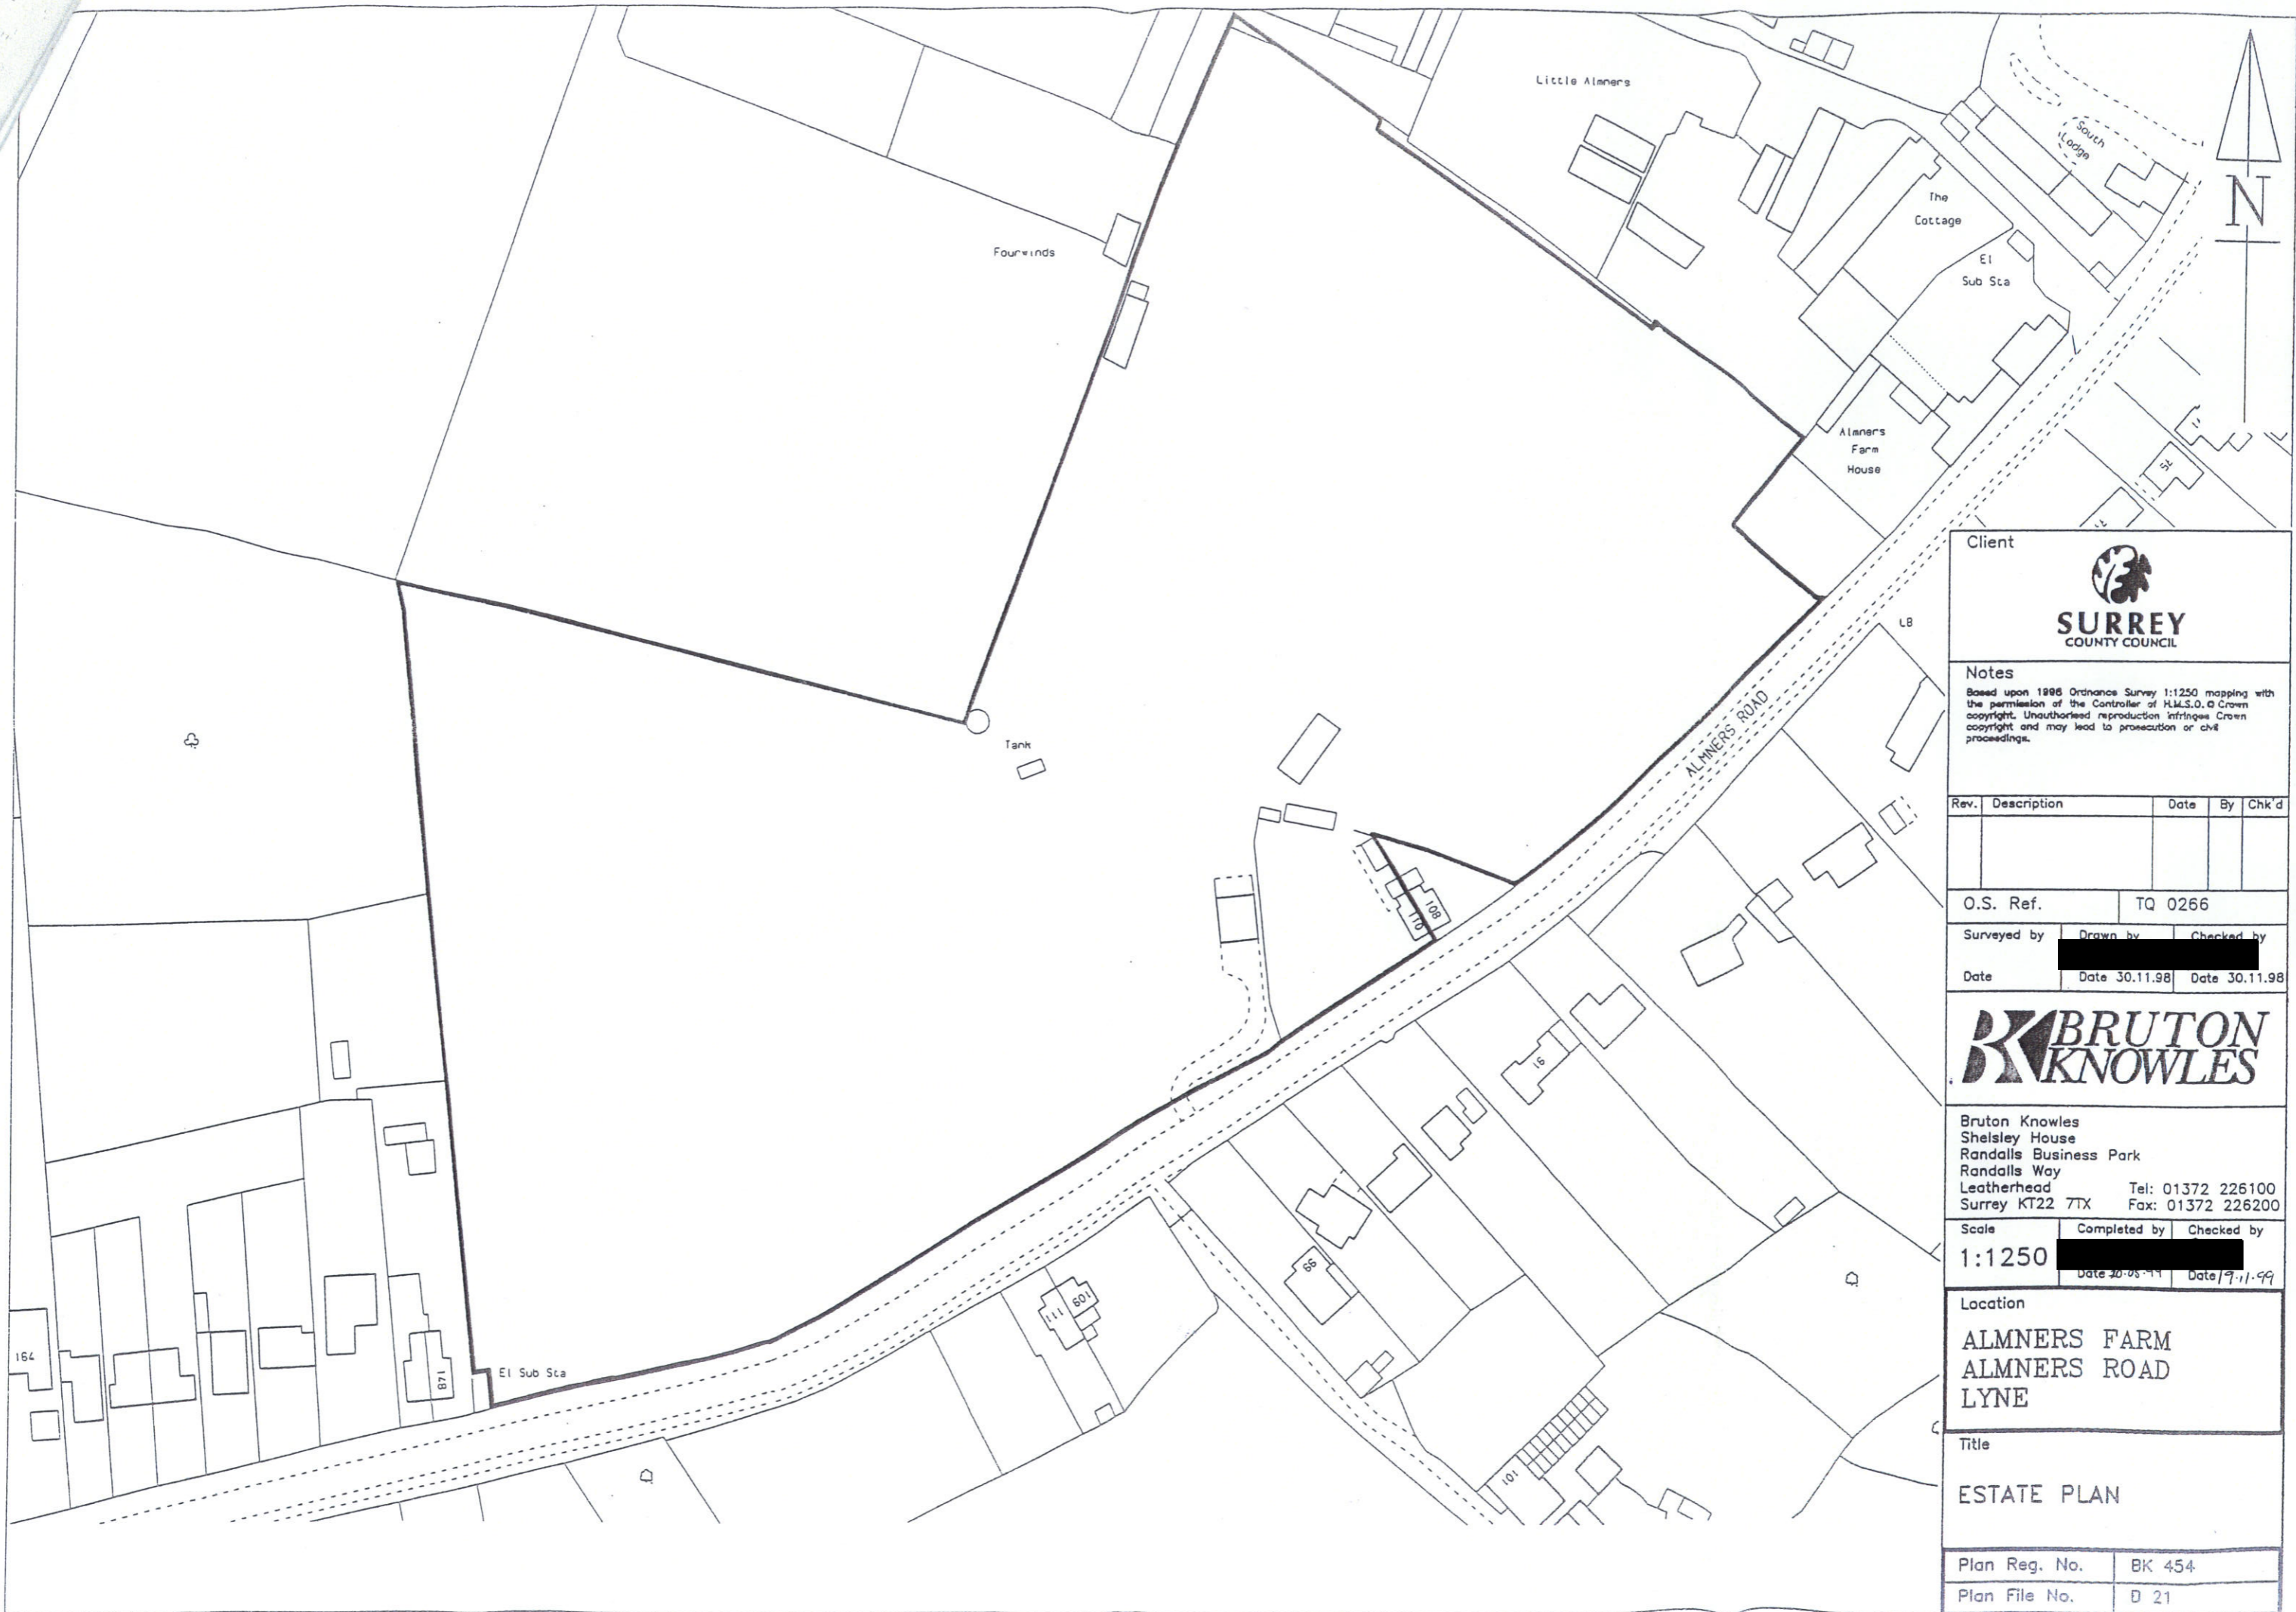 Little Almners
South
Lodge
The
Cottage
El
Sub Sta
N
Fourwinds
Almners
Farm
House
75
LB
ALMNERS ROAD
Tank
108
110
91
99
109
111
101
164
148
El Sub Sta
Client
SURREY
COUNTY COUNCIL
Notes
Based upon 1996 Ordnance Survey 1:1250 mapping with
the permission of the Controller of H.M.S.O. © Crown
copyright. Unauthorised reproduction infringes Crown
copyright and may lead to prosecution or civil
proceedings.
Rev. Description Date By Chk'd
O.S. Ref. TQ 0266
Surveyed by Drawn by Checked by
Date Date 30.11.98 Date 30.11.98
BK BRUTON
KNOWLES
Bruton Knowles
Shelsley House
Randalls Business Park
Randalls Way
Leatherhead Tel: 01372 226100
Surrey KT22 7TX Fax: 01372 226200
Scale Completed by Checked by
1:1250
Date Date 19.11.99
Location
ALMNERS FARM
ALMNERS ROAD
LYNE
Title
ESTATE PLAN
Plan Reg. No. BK 454
Plan File No. D 21